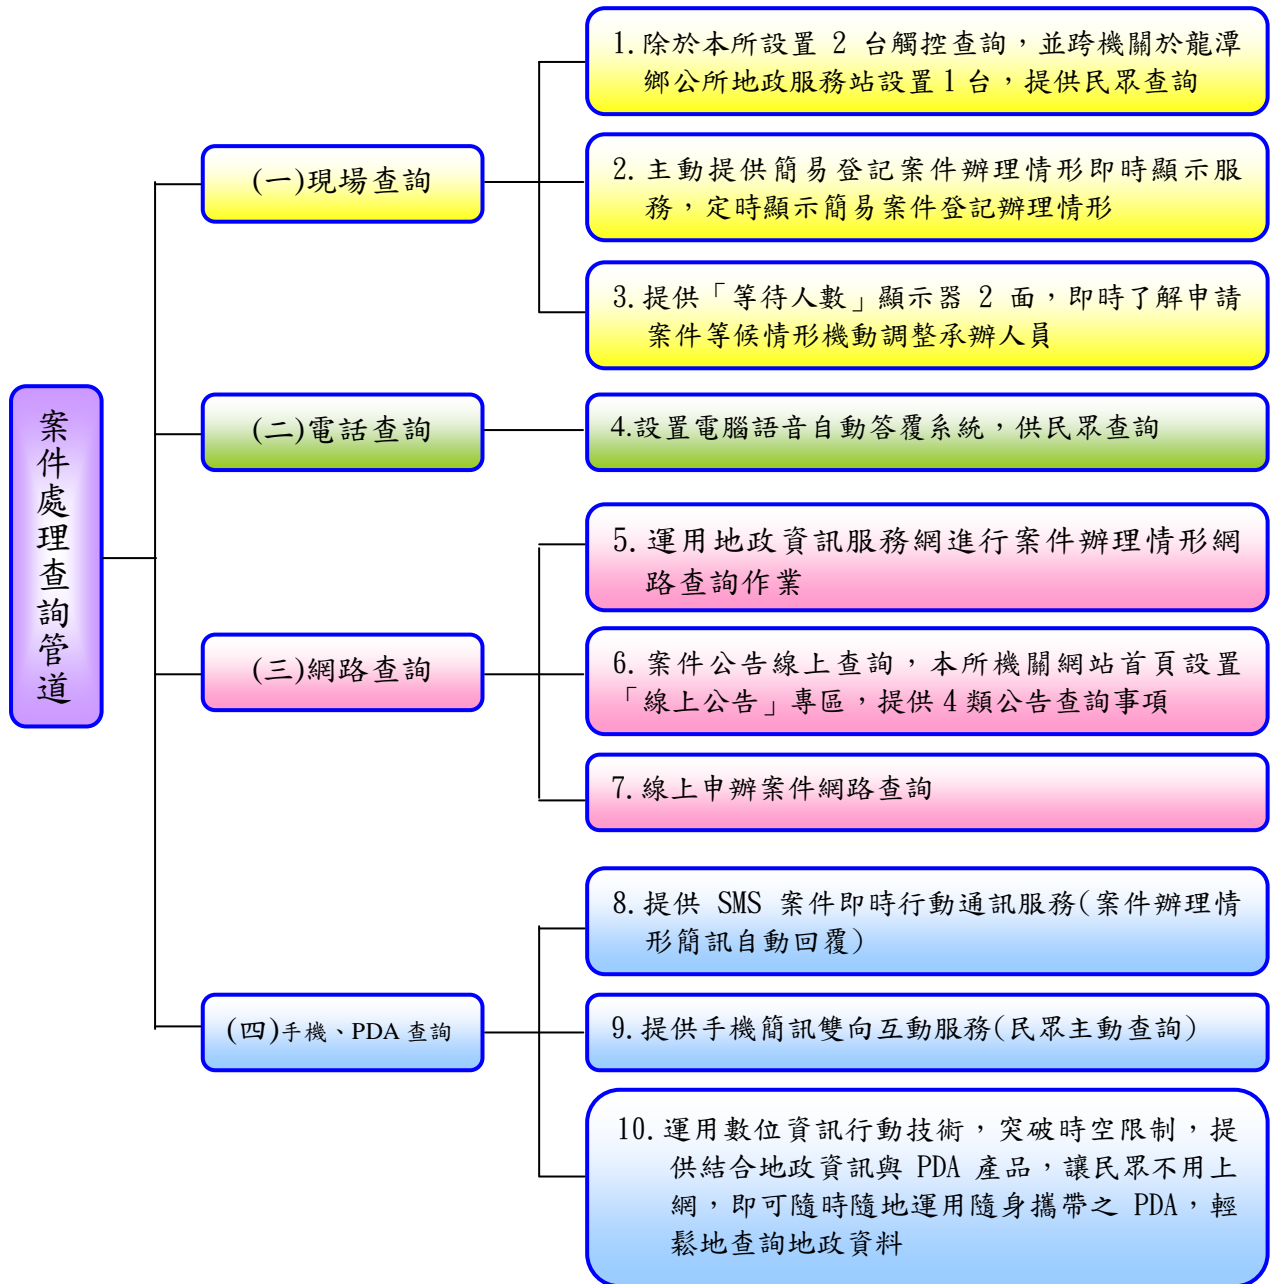 案件處理查詢管道
(一)現場查詢
1.除於本所設置 2 台觸控查詢，並跨機關於龍潭
鄉公所地政服務站設置1台，提供民眾查詢
2.主動提供簡易登記案件辦理情形即時顯示服
務，定時顯示簡易案件登記辦理情形
3.提供「等待人數」顯示器 2 面，即時了解申請
案件等候情形機動調整承辦人員
(二)電話查詢
4.設置電腦語音自動答覆系統，供民眾查詢
(三)網路查詢
5.運用地政資訊服務網進行案件辦理情形網
路查詢作業
6.案件公告線上查詢，本所機關網站首頁設置
「線上公告」專區，提供4類公告查詢事項
7.線上申辦案件網路查詢
(四)手機、PDA 查詢
8.提供 SMS 案件即時行動通訊服務(案件辦理情
形簡訊自動回覆)
9.提供手機簡訊雙向互動服務(民眾主動查詢)
10.運用數位資訊行動技術，突破時空限制，提
供結合地政資訊與 PDA 產品，讓民眾不用上
網，即可隨時隨地運用隨身攜帶之 PDA，輕
鬆地查詢地政資料